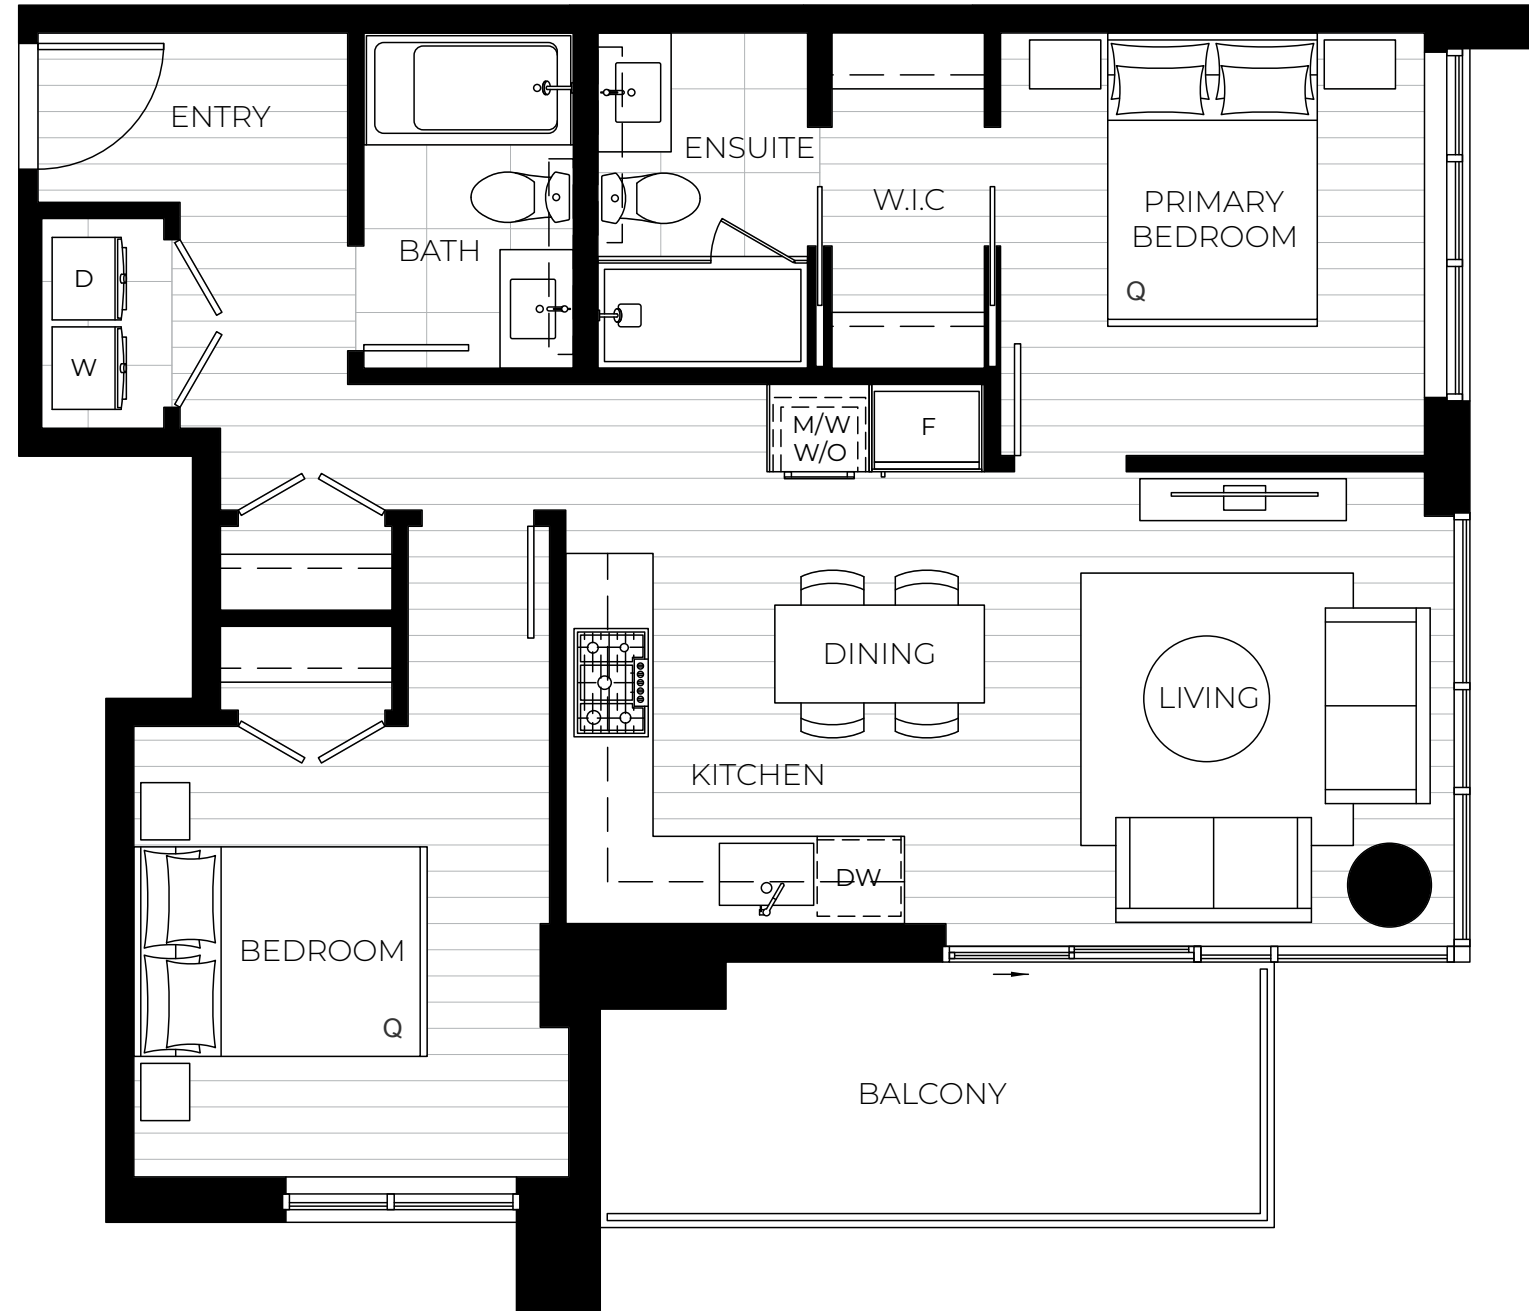 ENTRY
ENSUITE
W.I.C
PRIMARY
BEDROOM
BATH
D
Q
W
M/W
W/O
F
DINING
LIVING
KITCHEN
DW
BEDROOM
Q
BALCONY